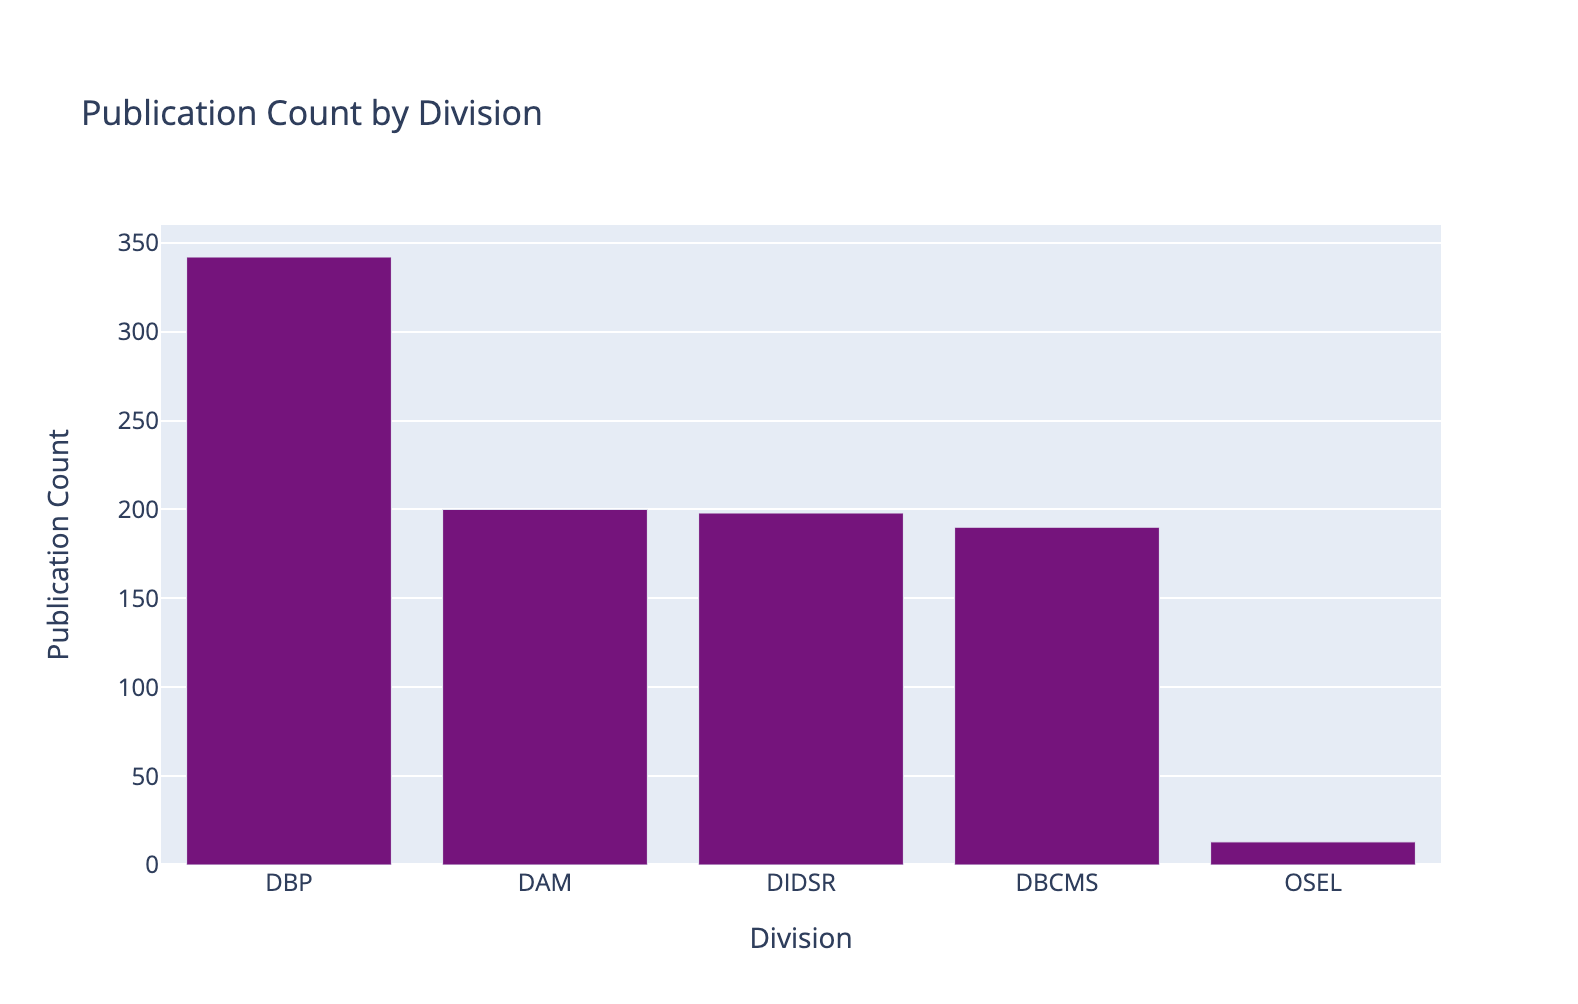 Publication Count by Division
350
300
250
200
150
100
50
0
Publication Count
DBP
DAM
DIDSR
DBCMS
OSEL
Division